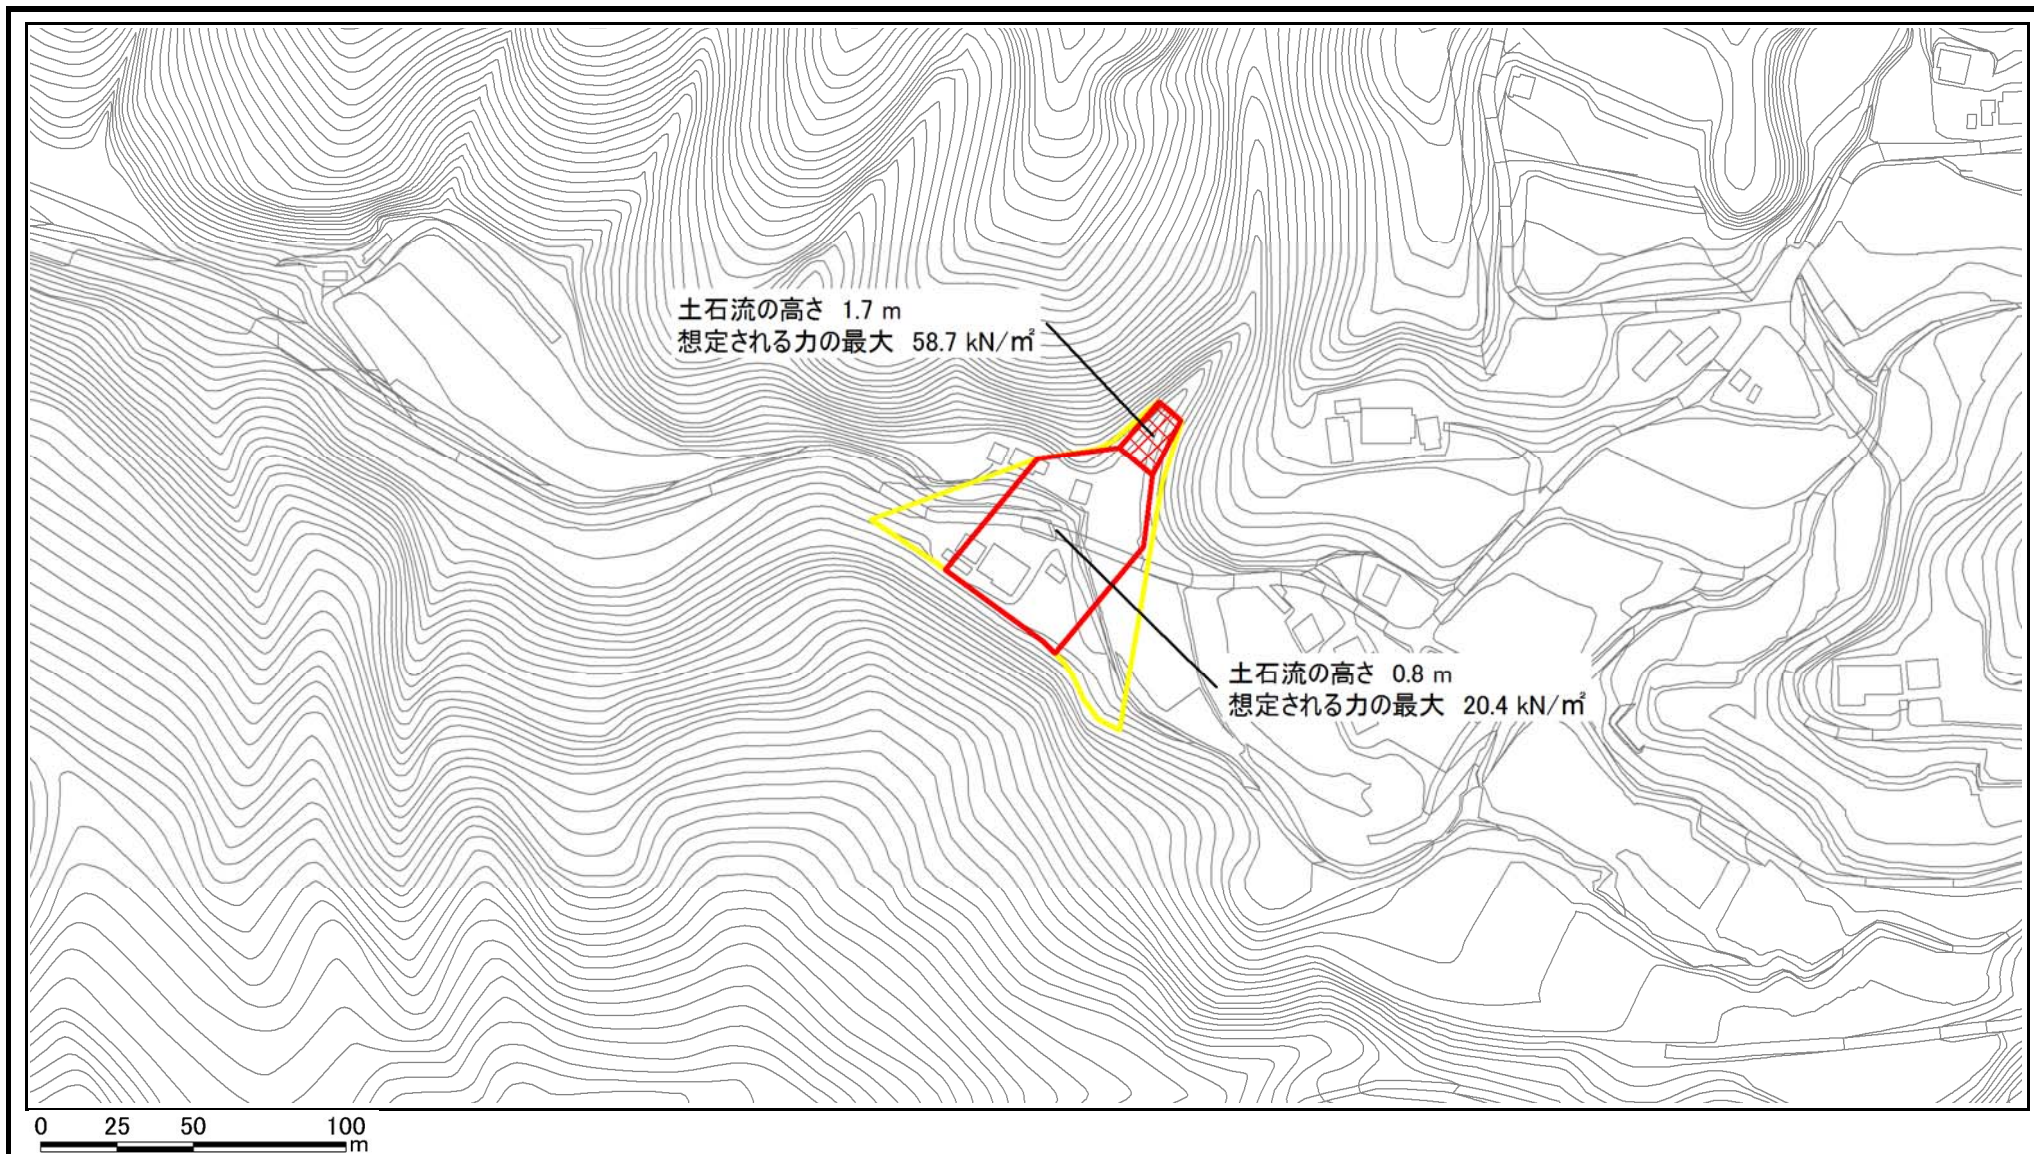 土石流の高さ 1.7 m
想定される力の最大 58.7 kN/㎡
土石流の高さ 0.8 m
想定される力の最大 20.4 kN/㎡
0 25 50 100
m